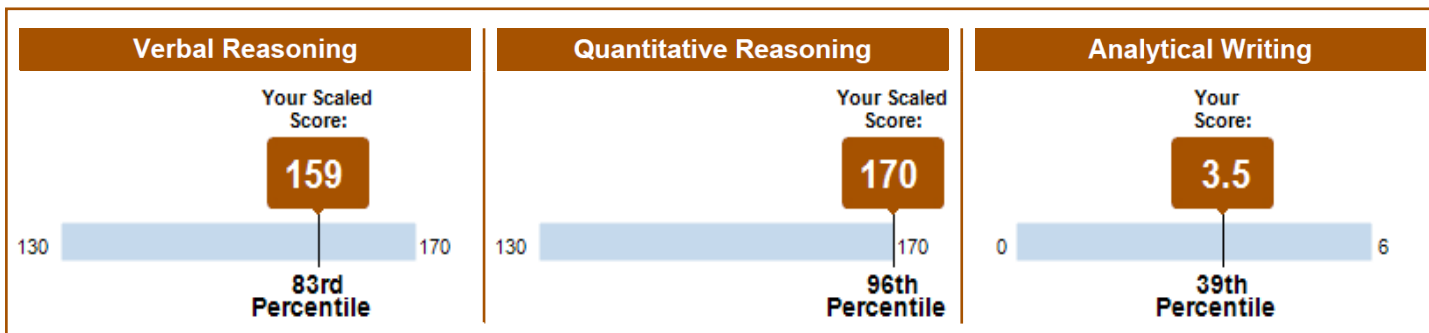 Verbal Reasoning
Your Scaled
Score:
159
130
170
83rd
Percentile
Quantitative Reasoning
Your Scaled
Score:
170
130
170
96th
Percentile
Analytical Writing
Your
Score:
3.5
0
6
39th
Percentile